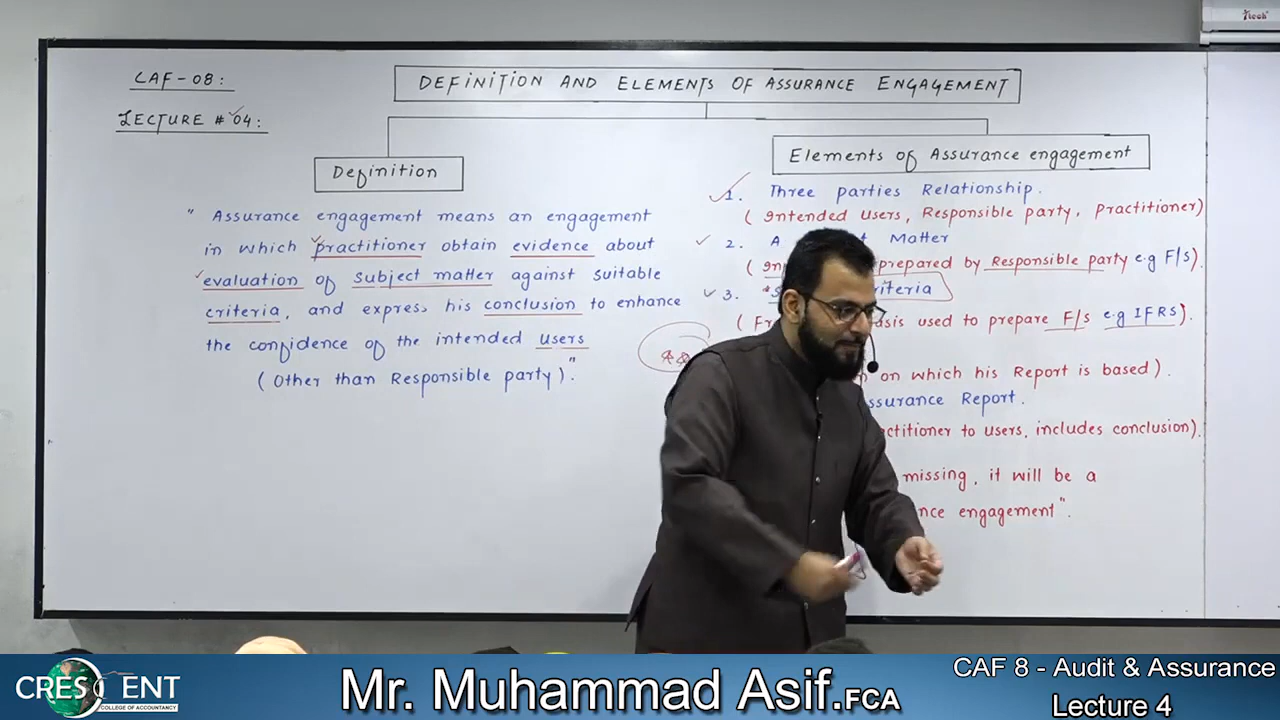 CAF-08:
DEFINITION AND ELEMENTS OF ASSURANCE ENGAGEMENT
LECTURE # 04:
Definition
" Assurance engagement means an engagement
in which practitioner obtain evidence about
evaluation of subject matter against suitable
criteria, and express his conclusion to enhance
the confidence of the intended users
(Other than Responsible party)."
Elements of Assurance engagement
1. Three parties Relationship.
(Intended users, Responsible party, practitioner)
2. A Matter
prepared by Responsible party e.g F/s).
3.
used to prepare F/s e.g IFRS).
on which his Report is based).
Assurance Report.
to users, includes conclusion).
missing, it will be a
engagement".
Itech
CRESCENT
COLLEGE OF ACCOUNTANCY
Mr. Muhammad Asif.FCA
CAF 8 - Audit & Assurance
Lecture 4